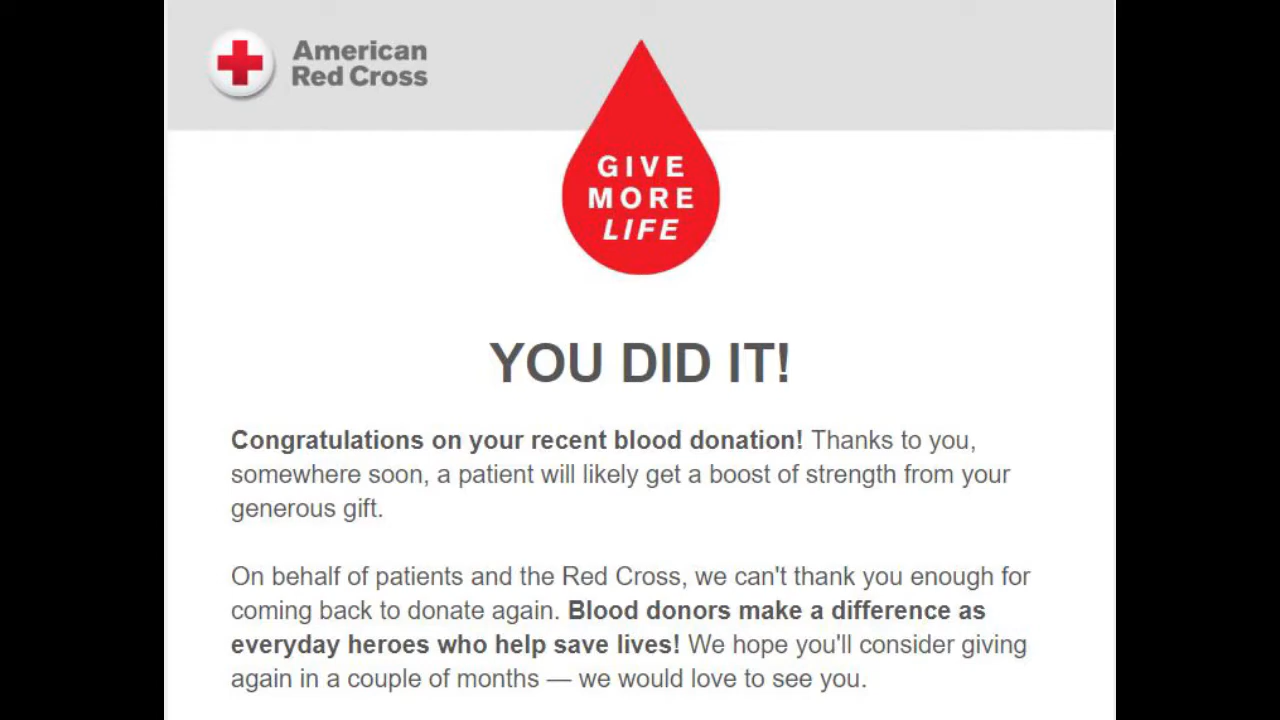 American
Red Cross
GIVE
MORE
LIFE
YOU DID IT!
Congratulations on your recent blood donation! Thanks to you,
somewhere soon, a patient will likely get a boost of strength from your
generous gift.
On behalf of patients and the Red Cross, we can't thank you enough for
coming back to donate again. Blood donors make a difference as
everyday heroes who help save lives! We hope you'll consider giving
again in a couple of months — we would love to see you.